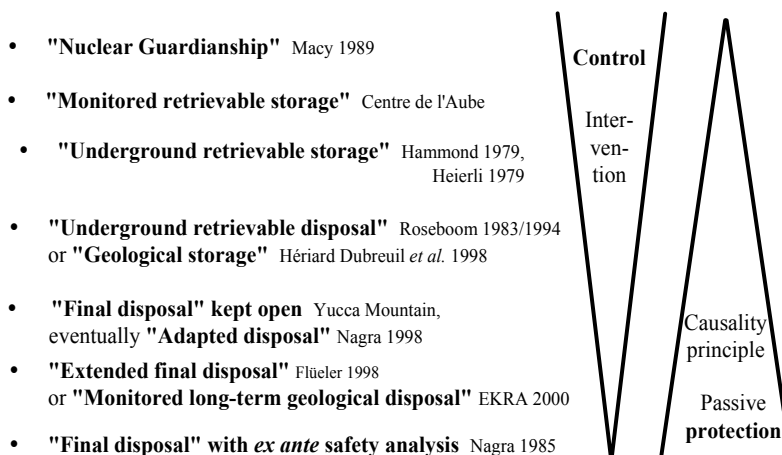 • "Nuclear Guardianship" Macy 1989
• "Monitored retrievable storage" Centre de l'Aube
• "Underground retrievable storage" Hammond 1979,
Heierli 1979
• "Underground retrievable disposal" Roseboom 1983/1994
or "Geological storage" Hériard Dubreuil et al. 1998
• "Final disposal" kept open Yucca Mountain,
eventually "Adapted disposal" Nagra 1998
• "Extended final disposal" Flüeler 1998
or "Monitored long-term geological disposal" EKRA 2000
• "Final disposal" with ex ante safety analysis Nagra 1985
Control
Inter-
ven-
tion
Causality
principle
Passive
protection